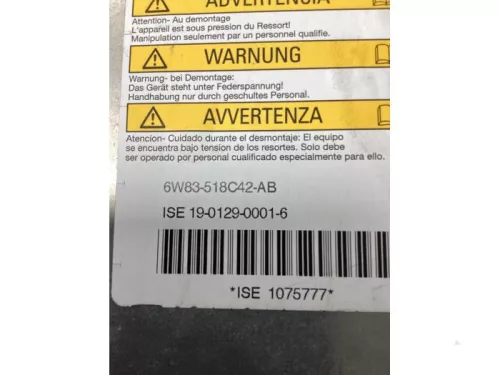 ADVERTENCIA
Attention- Au demontage
L'appareil est sous pression du Ressort!
Manipulation seulement par un personnel qualifie.
WARNUNG
Warnung- bei Demontage:
Das Gerät steht unter Federspannung!
Handhabung nur durch geschultes Personal.
AVVERTENZA
Atencion- Cuidado durante el desmontaje: El equipo
se encuentra bajo tension de los resortes. Solo debe
ser operado por personal cualificado especialmente para ello.
6W83-518C42-AB
ISE 19-0129-0001-6
*ISE 1075777*